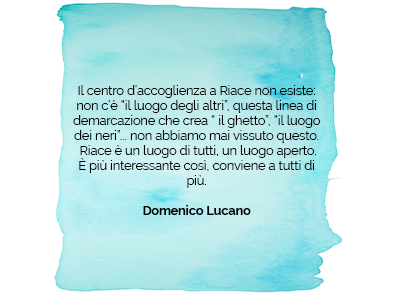 Il centro d'accoglienza a Riace non esiste:
non c'è "il luogo degli altri", questa linea di
demarcazione che crea " il ghetto", "il luogo
dei neri"... non abbiamo mai vissuto questo.
Riace è un luogo di tutti, un luogo aperto.
È più interessante così, conviene a tutti di
più.
Domenico Lucano